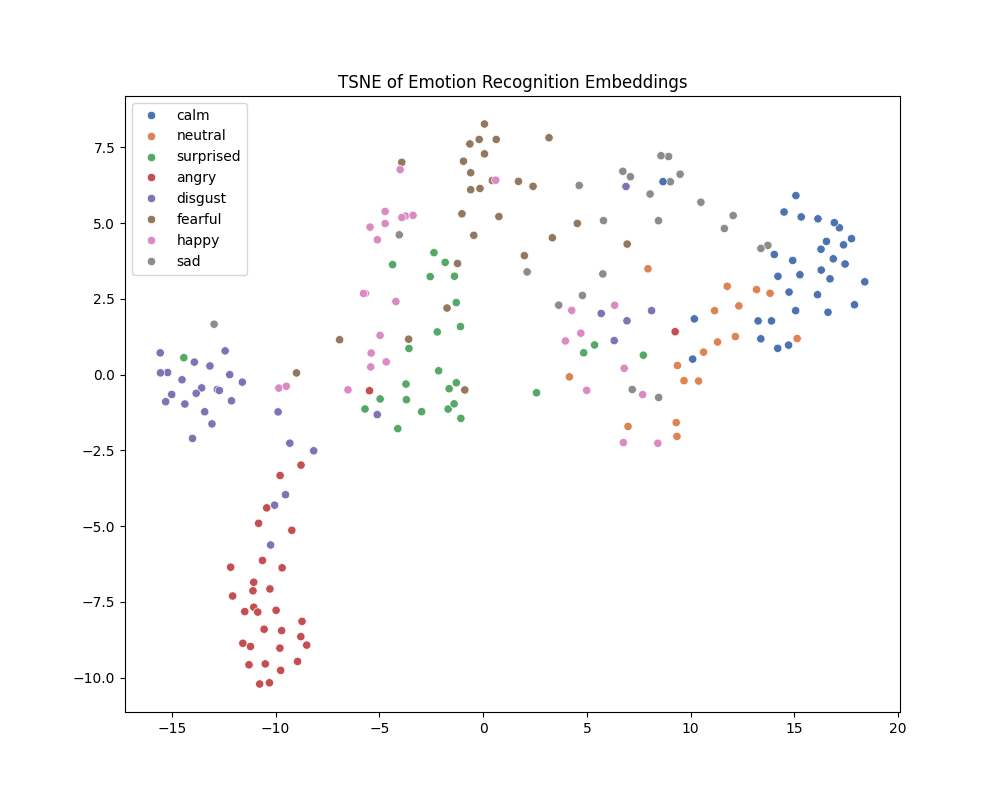 TSNE of Emotion Recognition Embeddings
calm
neutral
surprised
angry
disgust
fearful
happy
sad
7.5
5.0
2.5
0.0
−2.5
−5.0
−7.5
−10.0
−15
−10
−5
0
5
10
15
20